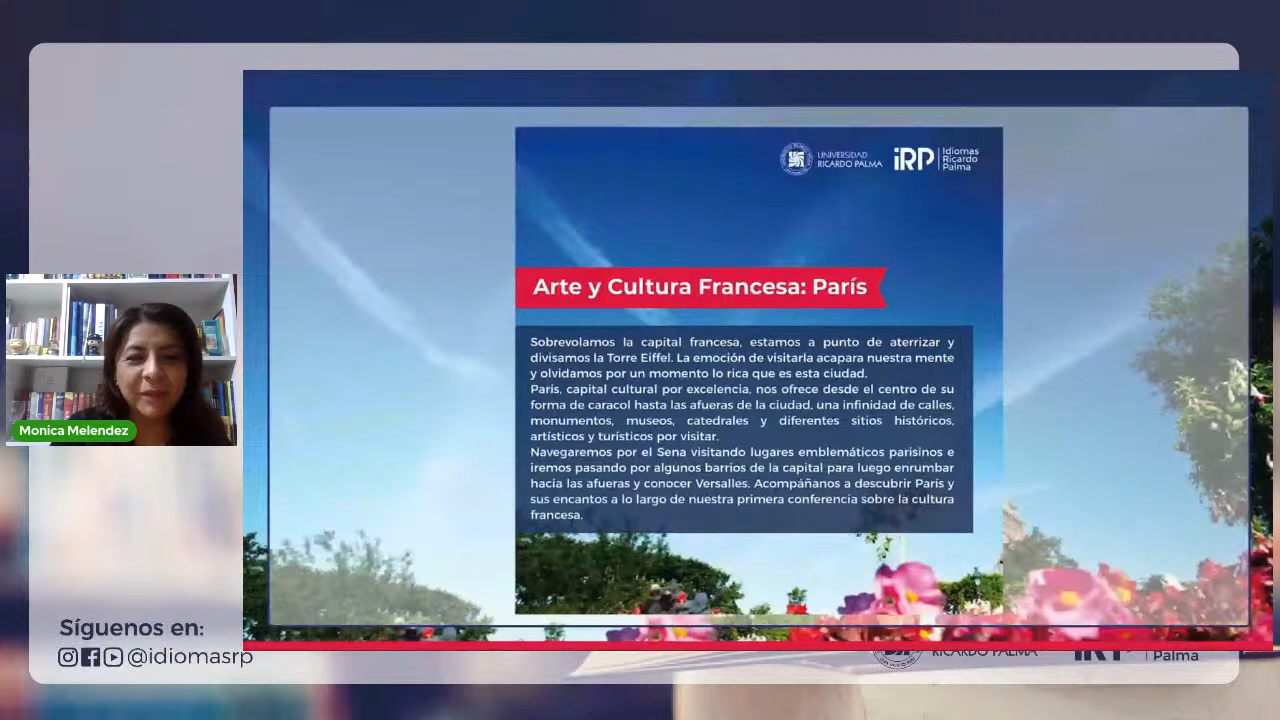 UNIVERSIDAD
RICARDO PALMA
iRP
Idiomas
Ricardo
Palma
Arte y Cultura Francesa: París
Sobrevolamos la capital francesa, estamos a punto de aterrizar y
divisamos la Torre Eiffel. La emoción de visitarla acapara nuestra mente
y olvidamos por un momento lo rica que es esta ciudad.
París, capital cultural por excelencia, nos ofrece desde el centro de su
forma de caracol hasta las afueras de la ciudad, una infinidad de calles,
monumentos, museos, catedrales y diferentes sitios históricos,
artísticos y turísticos por visitar.
Navegaremos por el Sena visitando lugares emblemáticos parisinos e
iremos pasando por algunos barrios de la capital para luego enrumbar
hacia las afueras y conocer Versalles. Acompáñanos a descubrir París y
sus encantos a lo largo de nuestra primera conferencia sobre la cultura
francesa.
Monica Melendez
Síguenos en:
@idiomasrp
RICARDO PALMA
iRP
Palma